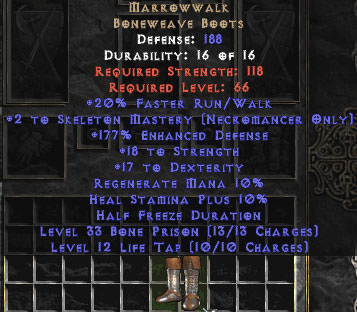 Marrowwalk
Boneweave Boots
Defense: 188
Durability: 16 of 16
Required Strength: 118
Required Level: 66
+20% Faster Run/Walk
+2 to Skeleton Mastery (Necromancer Only)
+177% Enhanced Defense
+18 to Strength
+17 to Dexterity
Regenerate Mana 10%
Heal Stamina Plus 10%
Half Freeze Duration
Level 33 Bone Prison (13/13 Charges)
Level 12 Life Tap (10/10 Charges)